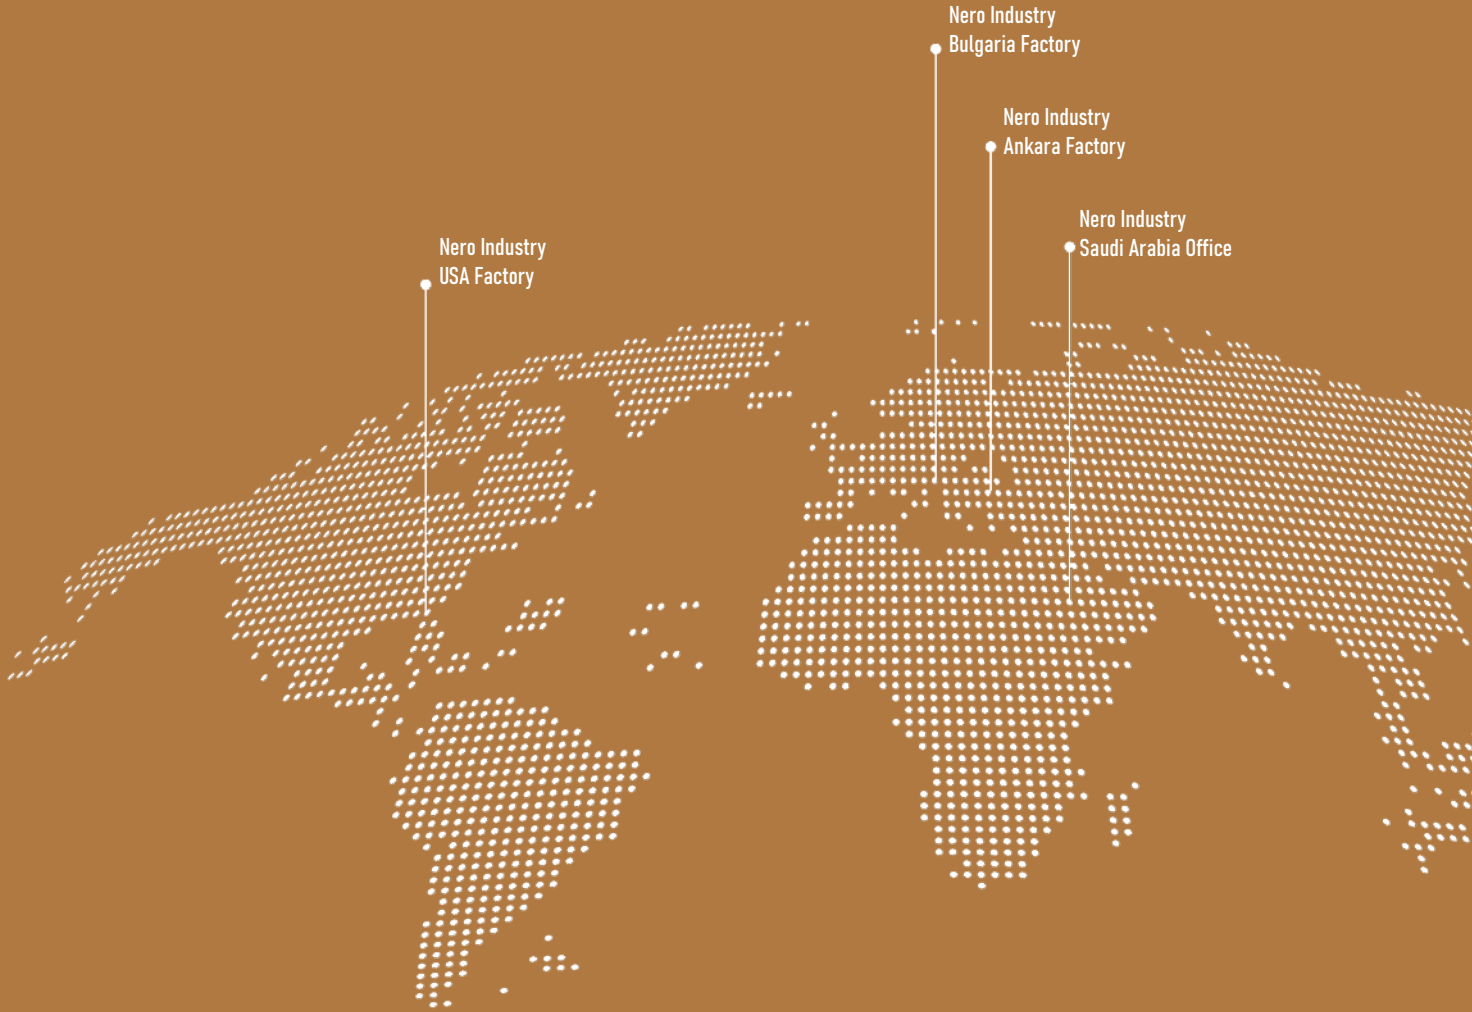 Nero Industry
Bulgaria Factory
Nero Industry
Ankara Factory
Nero Industry
Saudi Arabia Office
Nero Industry
USA Factory